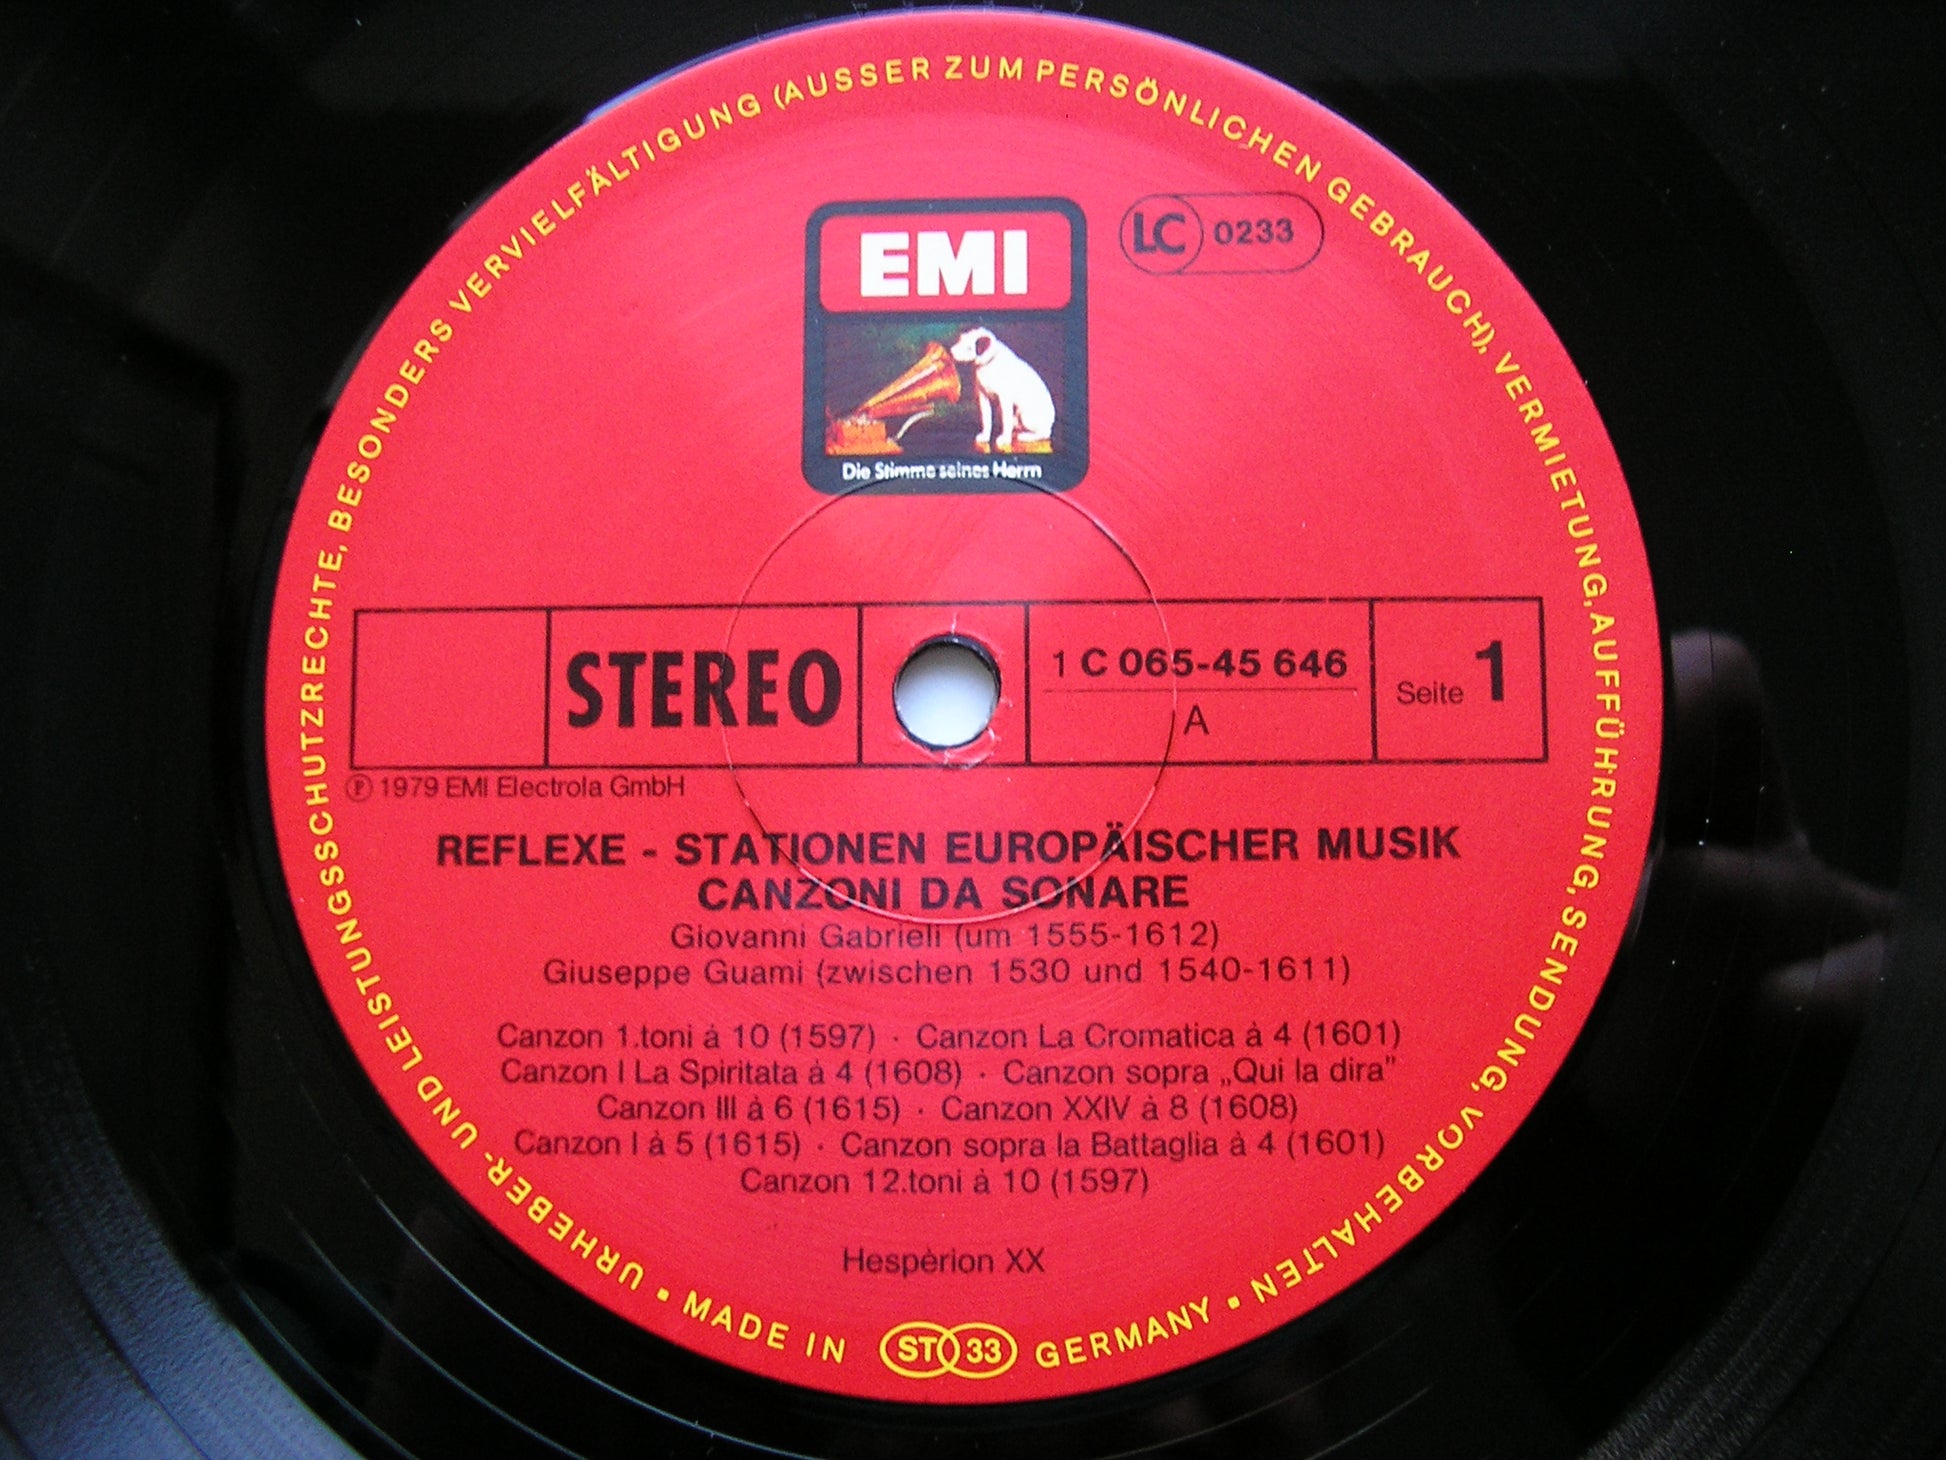 URHEBER- UND LEISTUNGSSCHUTZRECHTE, BESONDERS VERVIELFÄLTIGUNG (AUSSER ZUM PERSÖNLICHEN GEBRAUCH), VERMIETUNG, AUFFÜHRUNG, SENDUNG, VORBEHALTEN
EMI
LC 0233
Die Stimme seines Herrn
STEREO
1 C 065-45 646
A
Seite 1
℗ 1979 EMI Electrola GmbH
REFLEXE - STATIONEN EUROPÄISCHER MUSIK
CANZONI DA SONARE
Giovanni Gabrieli (um 1555-1612)
Giuseppe Guami (zwischen 1530 und 1540-1611)
Canzon 1.toni à 10 (1597) · Canzon La Cromatica à 4 (1601)
Canzon I La Spiritata à 4 (1608) · Canzon sopra „Qui la dira"
Canzon III à 6 (1615) · Canzon XXIV à 8 (1608)
Canzon I à 5 (1615) · Canzon sopra la Battaglia à 4 (1601)
Canzon 12.toni à 10 (1597)
Hespèrion XX
• MADE IN ST 33 GERMANY •